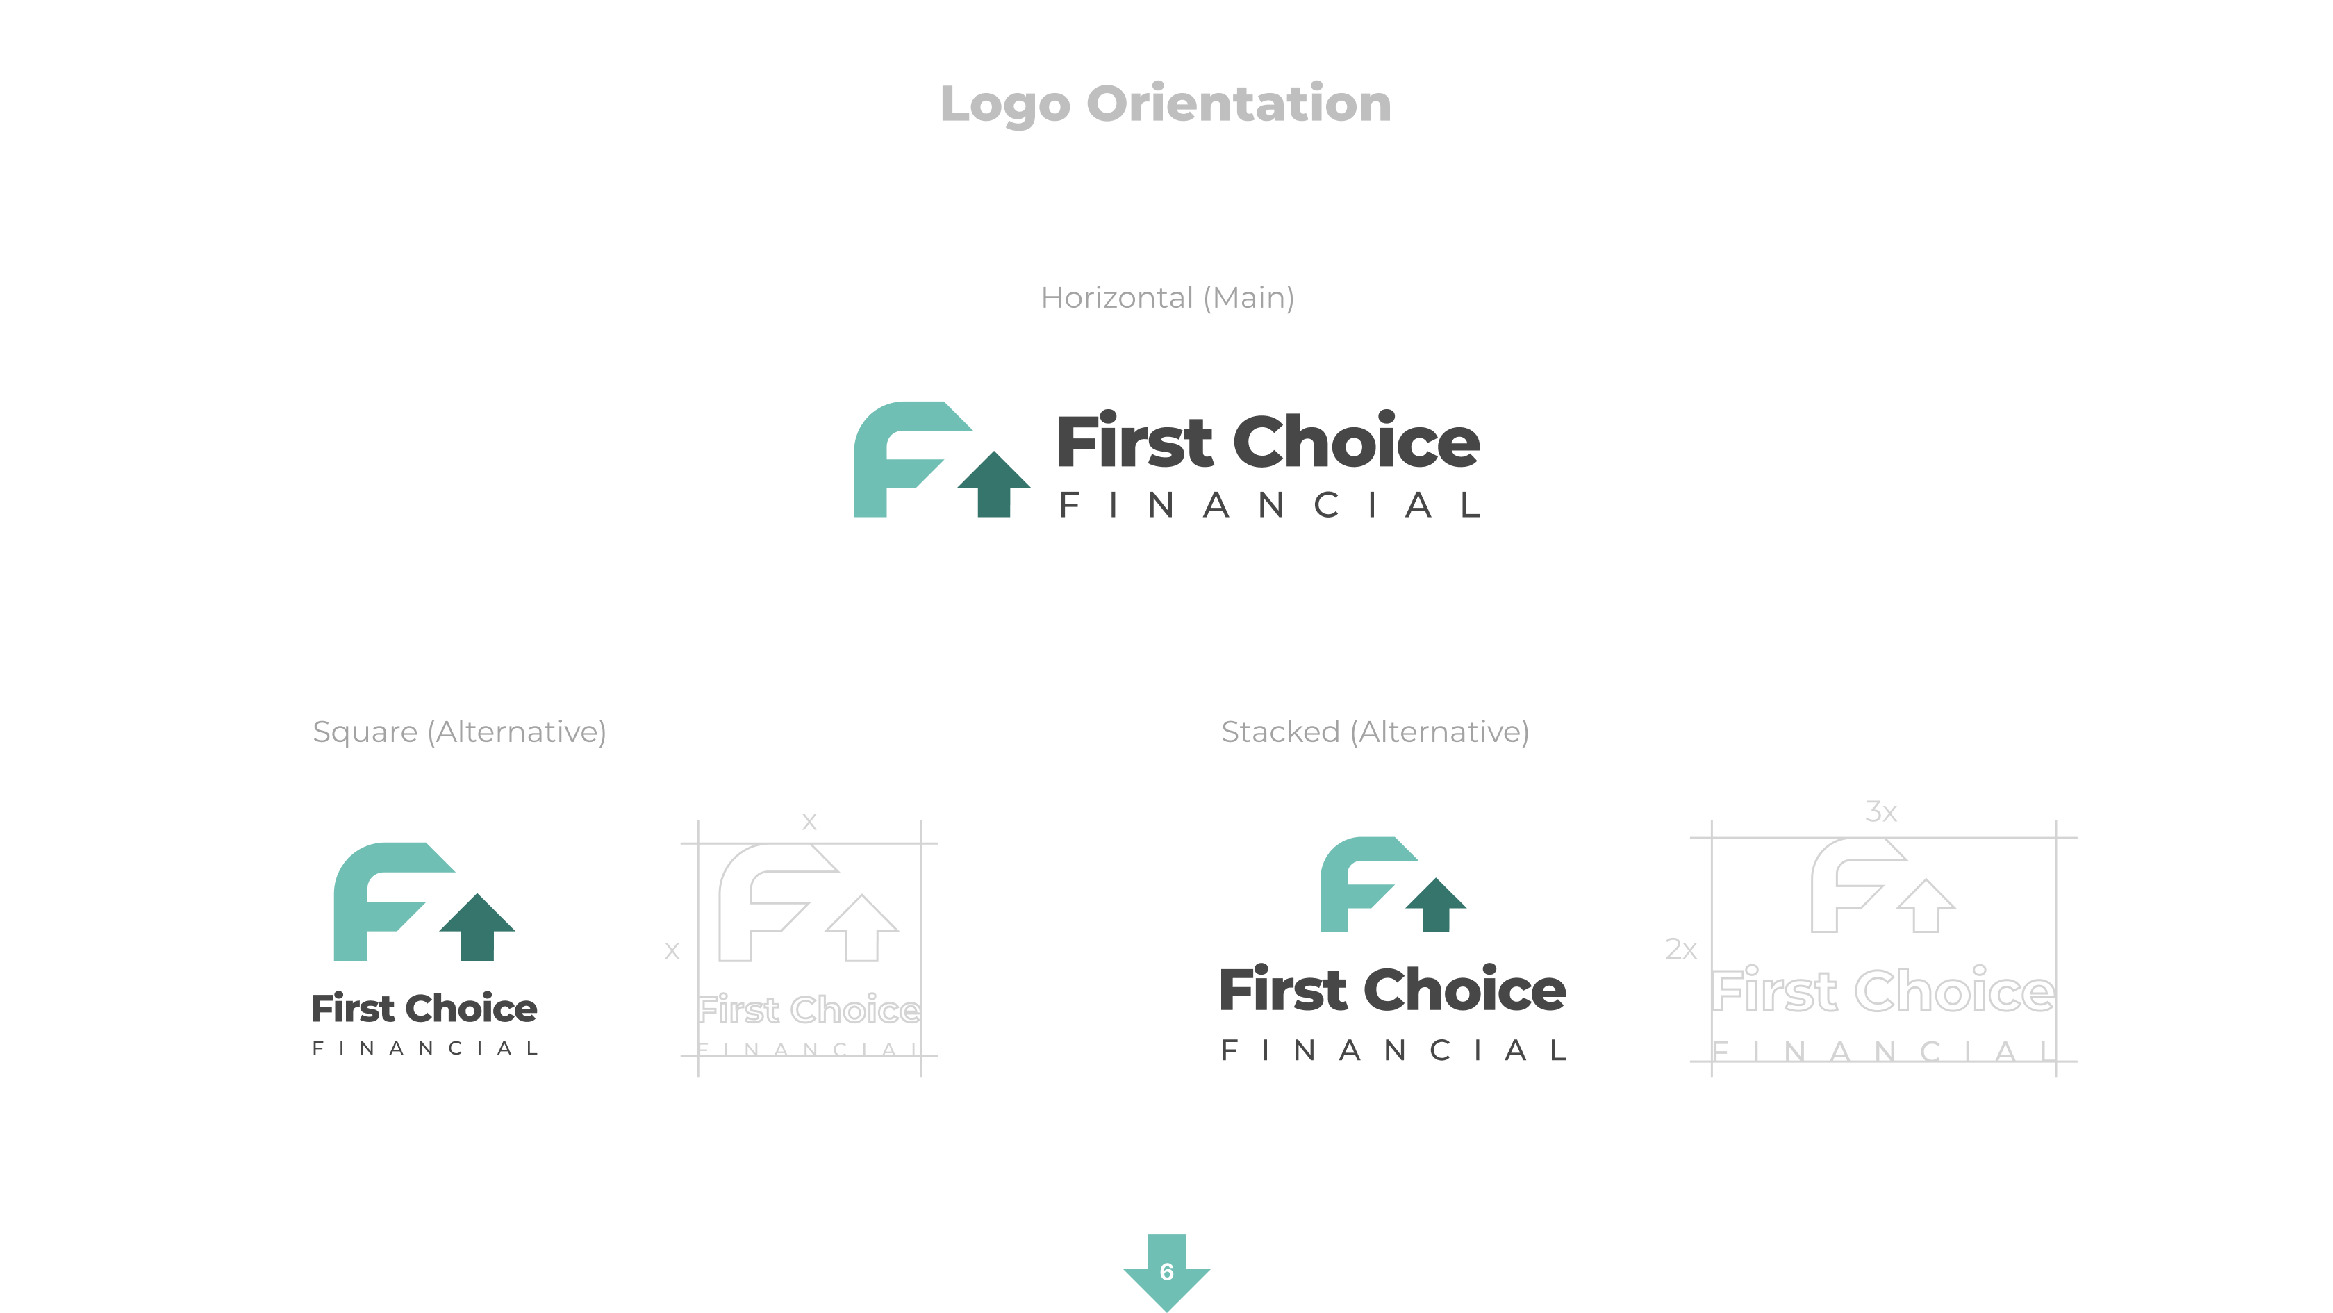 Logo Orientation
Horizontal (Main)
First Choice
FINANCIAL
Square (Alternative)
First Choice
FINANCIAL
x
x
First Choice
FINANCIAL
Stacked (Alternative)
First Choice
FINANCIAL
3x
2x
First Choice
FINANCIAL
6